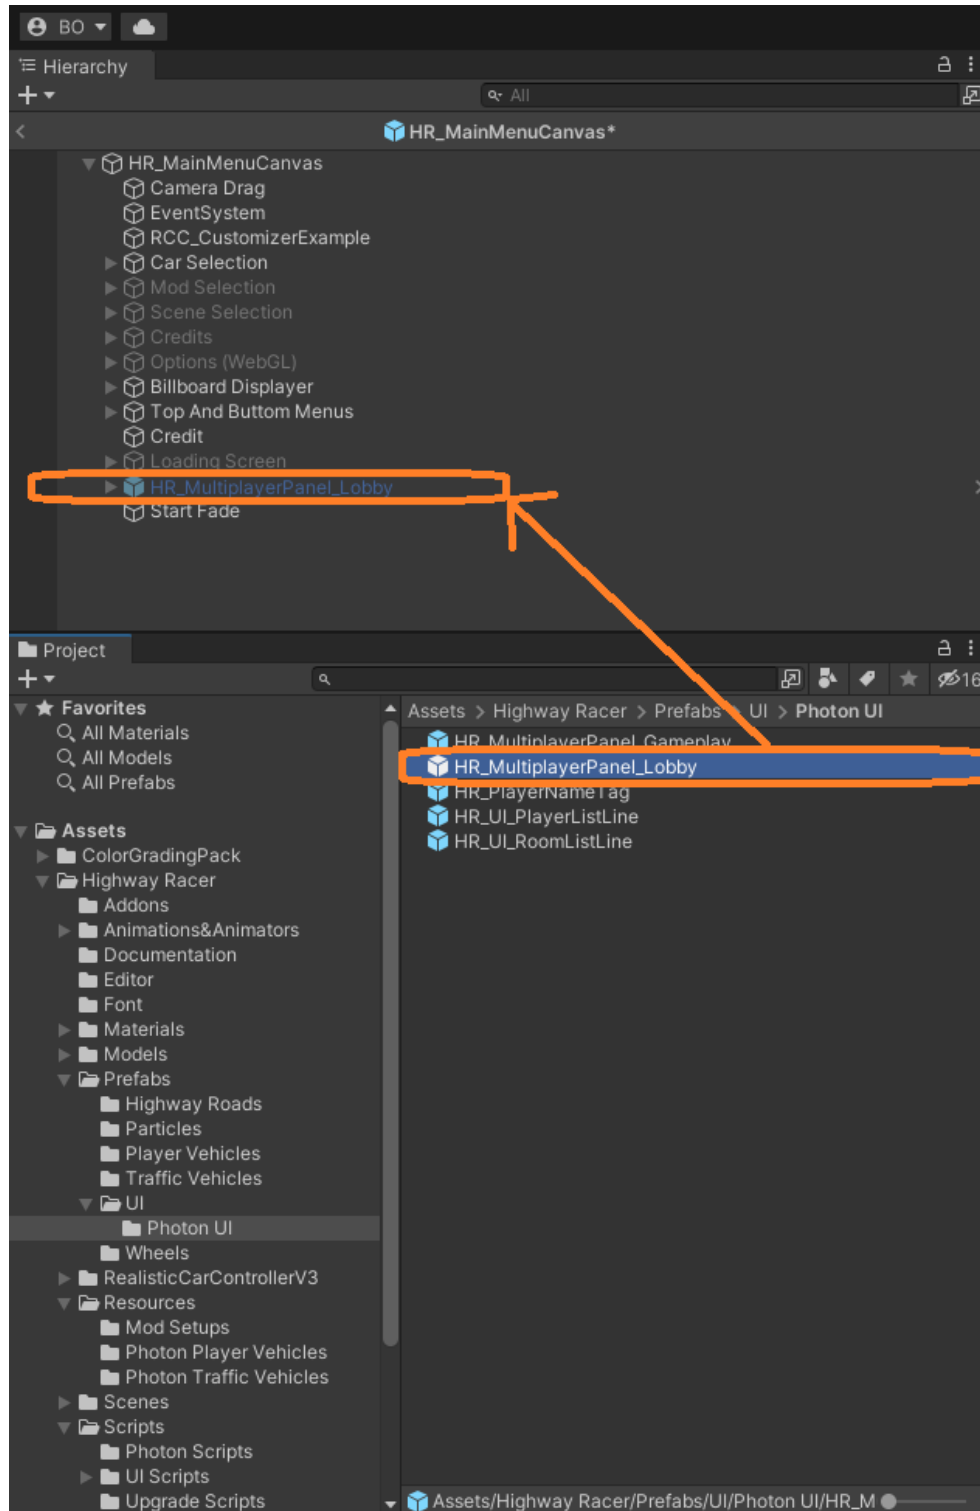 BO
Hierarchy
All
HR_MainMenuCanvas*
HR_MainMenuCanvas
Camera Drag
EventSystem
RCC_CustomizerExample
Car Selection
Mod Selection
Scene Selection
Credits
Options (WebGL)
Billboard Displayer
Top And Buttom Menus
Credit
Loading Screen
HR_MultiplayerPanel_Lobby
Start Fade
Project
16
Favorites
All Materials
All Models
All Prefabs
Assets
ColorGradingPack
Highway Racer
Addons
Animations&Animators
Documentation
Editor
Font
Materials
Models
Prefabs
Highway Roads
Particles
Player Vehicles
Traffic Vehicles
UI
Photon UI
Wheels
RealisticCarControllerV3
Resources
Mod Setups
Photon Player Vehicles
Photon Traffic Vehicles
Scenes
Scripts
Photon Scripts
UI Scripts
Upgrade Scripts
Assets > Highway Racer > Prefabs > UI > Photon UI
HR_MultiplayerPanel_Gameplay
HR_MultiplayerPanel_Lobby
HR_PlayerNameTag
HR_UI_PlayerListLine
HR_UI_RoomListLine
Assets/Highway Racer/Prefabs/UI/Photon UI/HR_M